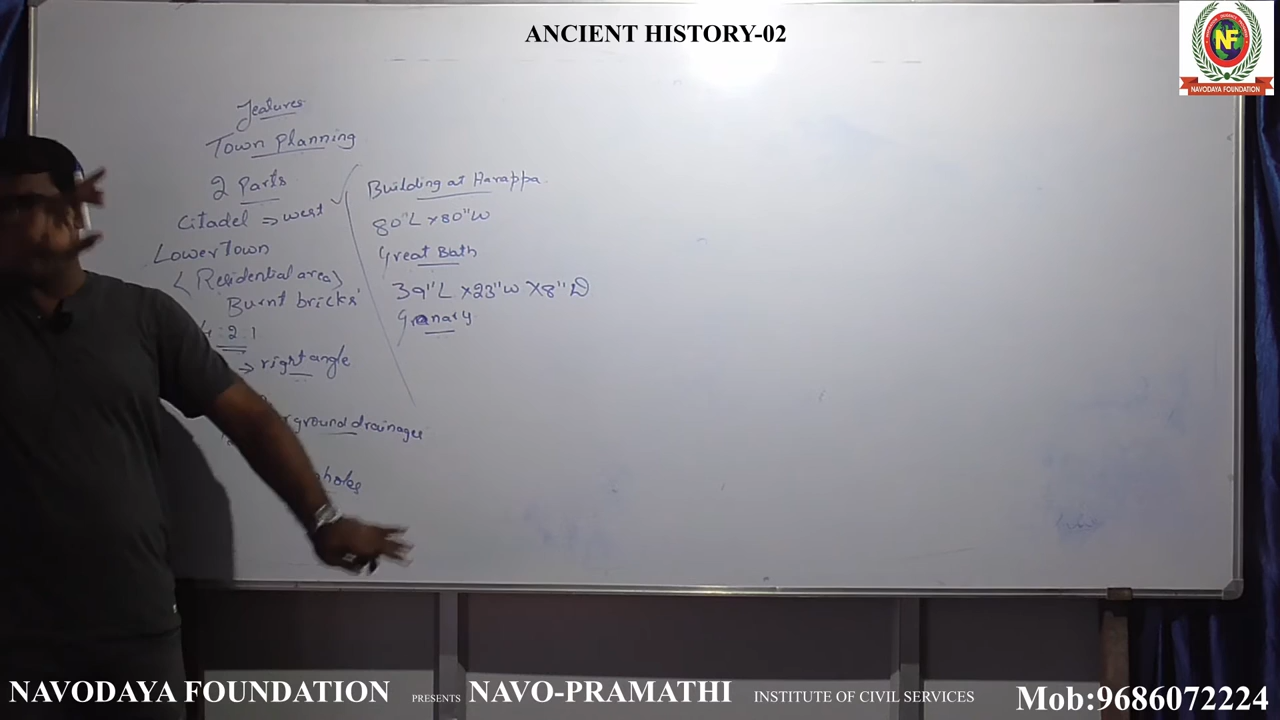 ANCIENT HISTORY-02
NF
NAVODAYA FOUNDATION
Features
Town Planning
2 Parts
Citadel ⇒ west
Lower Town
(Residential area)
Burnt bricks
: 2 : 1
→ right angle
ground drainages
holes
Building at Harappa
80"L x 80"W
Great Bath
39"L x 23"W x 8"D
Granary
NAVODAYA FOUNDATION PRESENTS NAVO-PRAMATHI INSTITUTE OF CIVIL SERVICES Mob:9686072224